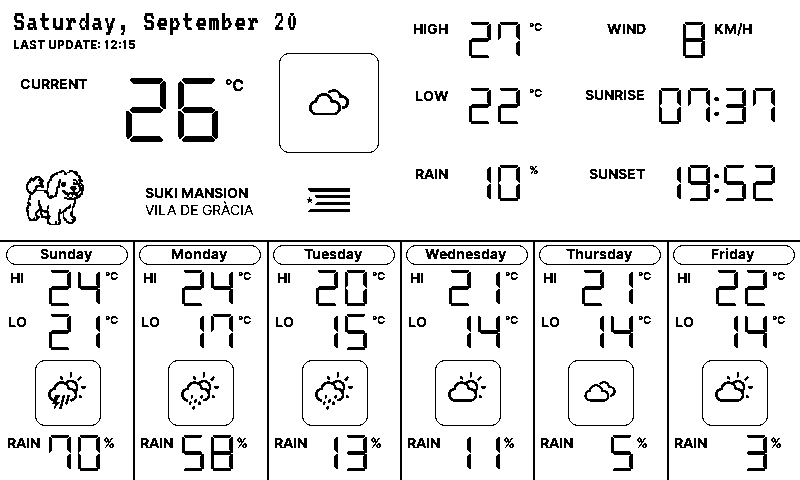 Saturday, September 20
LAST UPDATE: 12:15
CURRENT 26 °C
HIGH 27 °C
WIND 8 KM/H
LOW 22 °C
SUNRISE 07:37
RAIN 10 %
SUNSET 19:52
SUKI MANSION
VILA DE GRÀCIA
Sunday
HI 24 °C
LO 21 °C
RAIN 70 %
Monday
HI 24 °C
LO 17 °C
RAIN 58 %
Tuesday
HI 20 °C
LO 15 °C
RAIN 13 %
Wednesday
HI 21 °C
LO 14 °C
RAIN 11 %
Thursday
HI 21 °C
LO 14 °C
RAIN 5 %
Friday
HI 22 °C
LO 14 °C
RAIN 3 %